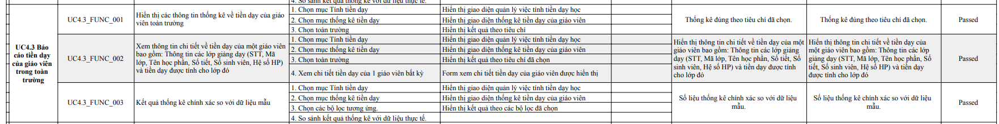 4. So sánh kết quả thống kê với dữ liệu thực tế.
UC4.3 Báo
cáo tiền dạy
của giáo viên
trong toàn
trường
UC4.3_FUNC_001
Hiển thị các thông tin thống kê về tiền dạy của giáo
viên toàn trường
1. Chọn mục Tính tiền dạy
Hiển thị giao diện quản lý việc tính tiền dạy học
2. Chọn mục thống kê tiền dạy
Hiển thị giao diện thống kê tiền dạy của giáo viên
3. Chọn toàn trường
Hiển thị kết quả theo tiêu chí
Thống kê đúng theo tiêu chí đã chọn.
Thống kê đúng theo tiêu chí đã chọn.
Passed
UC4.3_FUNC_002
Xem thông tin chi tiết về tiền dạy của một giáo viên
bao gồm: Thông tin các lớp giảng dạy (STT, Mã
lớp, Tên học phần, Số tiết, Số sinh viên, Hệ số HP)
và tiền dạy được tính cho lớp đó
1. Chọn mục Tính tiền dạy
Hiển thị giao diện quản lý việc tính tiền dạy học
2. Chọn mục thống kê tiền dạy
Hiển thị giao diện thống kê tiền dạy của giáo viên
3. Chọn toàn trường
Hiển thị kết quả theo tiêu chí đã chọn
4. Xem chi tiết tiền dạy của 1 giáo viên bất kỳ
Form xem chi tiết tiền dạy của giáo viên được hiển thị
Hiển thị thông tin chi tiết về tiền dạy của một
giáo viên bao gồm: Thông tin các lớp giảng
dạy (STT, Mã lớp, Tên học phần, Số tiết, Số
sinh viên, Hệ số HP) và tiền dạy được tính
cho lớp đó
Hiển thị thông tin chi tiết về tiền dạy của
một giáo viên bao gồm: Thông tin các lớp
giảng dạy (STT, Mã lớp, Tên học phần, Số
tiết, Số sinh viên, Hệ số HP) và tiền dạy
được tính cho lớp đó
Passed
UC4.3_FUNC_003
Kết quả thống kê chính xác so với dữ liệu mẫu
1. Chọn mục Tính tiền dạy
Hiển thị giao diện quản lý việc tính tiền dạy học
2. Chọn mục thống kê tiền dạy
Hiển thị giao diện thống kê tiền dạy của giáo viên
3. Chọn các bộ lọc tương ứng.
Hiển thị kết quả theo các bộ lọc đã chọn
4. So sánh kết quả thống kê với dữ liệu thực tế.
Số liệu thống kê chính xác so với dữ liệu
mẫu.
Số liệu thống kê chính xác so với dữ liệu
mẫu.
Passed